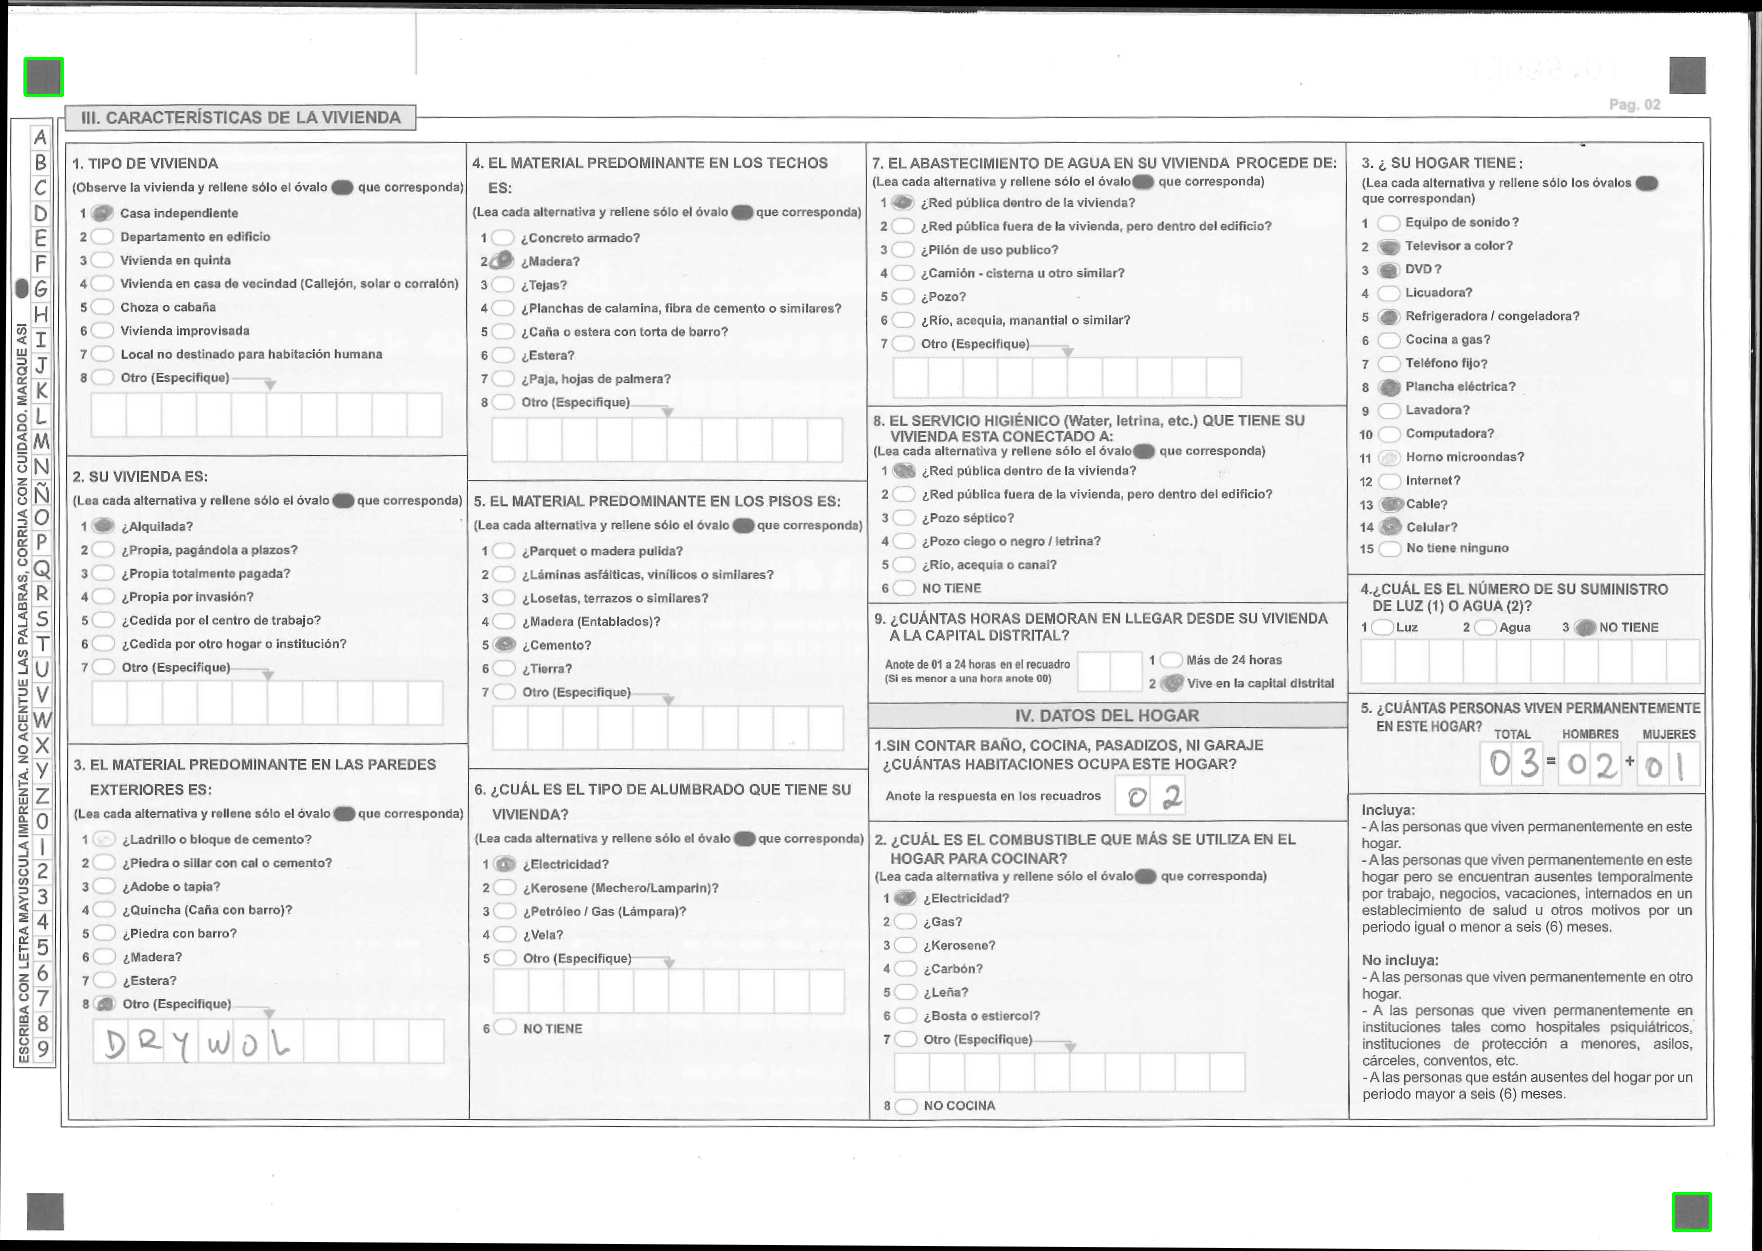 Pag. 02
III. CARACTERÍSTICAS DE LA VIVIENDA
ESCRIBA CON LETRA MAYUSCULA IMPRENTA. NO ACENTUE LAS PALABRAS, CORRIJA CON CUIDADO. MARQUE ASI
A
B
C
D
E
F
G
H
I
J
K
L
M
N
Ñ
O
P
Q
R
S
T
U
V
W
X
Y
Z
0
1
2
3
4
5
6
7
8
9
1. TIPO DE VIVIENDA
(Observe la vivienda y rellene sólo el óvalo que corresponda)
1 Casa independiente
2 Departamento en edificio
3 Vivienda en quinta
4 Vivienda en casa de vecindad (Callejón, solar o corralón)
5 Choza o cabaña
6 Vivienda improvisada
7 Local no destinado para habitación humana
8 Otro (Especifique)
2. SU VIVIENDA ES:
(Lea cada alternativa y rellene sólo el óvalo que corresponda)
1 ¿Alquilada?
2 ¿Propia, pagándola a plazos?
3 ¿Propia totalmente pagada?
4 ¿Propia por invasión?
5 ¿Cedida por el centro de trabajo?
6 ¿Cedida por otro hogar o institución?
7 Otro (Especifique)
3. EL MATERIAL PREDOMINANTE EN LAS PAREDES
EXTERIORES ES:
(Lea cada alternativa y rellene sólo el óvalo que corresponda)
1 ¿Ladrillo o bloque de cemento?
2 ¿Piedra o sillar con cal o cemento?
3 ¿Adobe o tapia?
4 ¿Quincha (Caña con barro)?
5 ¿Piedra con barro?
6 ¿Madera?
7 ¿Estera?
8 Otro (Especifique)
DRYWOL
4. EL MATERIAL PREDOMINANTE EN LOS TECHOS
ES:
(Lea cada alternativa y rellene sólo el óvalo que corresponda)
1 ¿Concreto armado?
2 ¿Madera?
3 ¿Tejas?
4 ¿Planchas de calamina, fibra de cemento o similares?
5 ¿Caña o estera con torta de barro?
6 ¿Estera?
7 ¿Paja, hojas de palmera?
8 Otro (Especifique)
5. EL MATERIAL PREDOMINANTE EN LOS PISOS ES:
(Lea cada alternativa y rellene sólo el óvalo que corresponda)
1 ¿Parquet o madera pulida?
2 ¿Láminas asfálticas, vinílicos o similares?
3 ¿Losetas, terrazos o similares?
4 ¿Madera (Entablados)?
5 ¿Cemento?
6 ¿Tierra?
7 Otro (Especifique)
6. ¿CUÁL ES EL TIPO DE ALUMBRADO QUE TIENE SU
VIVIENDA?
(Lea cada alternativa y rellene sólo el óvalo que corresponda)
1 ¿Electricidad?
2 ¿Kerosene (Mechero/Lamparin)?
3 ¿Petróleo / Gas (Lámpara)?
4 ¿Vela?
5 Otro (Especifique)
6 NO TIENE
7. EL ABASTECIMIENTO DE AGUA EN SU VIVIENDA PROCEDE DE:
(Lea cada alternativa y rellene sólo el óvalo que corresponda)
1 ¿Red pública dentro de la vivienda?
2 ¿Red pública fuera de la vivienda, pero dentro del edificio?
3 ¿Pilón de uso publico?
4 ¿Camión - cisterna u otro similar?
5 ¿Pozo?
6 ¿Río, acequia, manantial o similar?
7 Otro (Especifique)
8. EL SERVICIO HIGIÉNICO (Water, letrina, etc.) QUE TIENE SU
VIVIENDA ESTA CONECTADO A:
(Lea cada alternativa y rellene sólo el óvalo que corresponda)
1 ¿Red pública dentro de la vivienda?
2 ¿Red pública fuera de la vivienda, pero dentro del edificio?
3 ¿Pozo séptico?
4 ¿Pozo ciego o negro / letrina?
5 ¿Río, acequia o canal?
6 NO TIENE
9. ¿CUÁNTAS HORAS DEMORAN EN LLEGAR DESDE SU VIVIENDA
A LA CAPITAL DISTRITAL?
Anote de 01 a 24 horas en el recuadro
(Si es menor a una hora anote 00)
1 Más de 24 horas
2 Vive en la capital distrital
IV. DATOS DEL HOGAR
1.SIN CONTAR BAÑO, COCINA, PASADIZOS, NI GARAJE
¿CUÁNTAS HABITACIONES OCUPA ESTE HOGAR?
Anote la respuesta en los recuadros 02
2. ¿CUÁL ES EL COMBUSTIBLE QUE MÁS SE UTILIZA EN EL
HOGAR PARA COCINAR?
(Lea cada alternativa y rellene sólo el óvalo que corresponda)
1 ¿Electricidad?
2 ¿Gas?
3 ¿Kerosene?
4 ¿Carbón?
5 ¿Leña?
6 ¿Bosta o estiercol?
7 Otro (Especifique)
8 NO COCINA
3. ¿ SU HOGAR TIENE :
(Lea cada alternativa y rellene sólo los óvalos
que correspondan)
1 Equipo de sonido?
2 Televisor a color?
3 DVD ?
4 Licuadora?
5 Refrigeradora / congeladora?
6 Cocina a gas?
7 Teléfono fijo?
8 Plancha eléctrica?
9 Lavadora?
10 Computadora?
11 Horno microondas?
12 Internet?
13 Cable?
14 Celular?
15 No tiene ninguno
4.¿CUÁL ES EL NÚMERO DE SU SUMINISTRO
DE LUZ (1) O AGUA (2)?
1 Luz 2 Agua 3 NO TIENE
5. ¿CUÁNTAS PERSONAS VIVEN PERMANENTEMENTE
EN ESTE HOGAR?
TOTAL HOMBRES MUJERES
03 = 02 + 01
Incluya:
- A las personas que viven permanentemente en este
hogar.
- A las personas que viven permanentemente en este
hogar pero se encuentran ausentes temporalmente
por trabajo, negocios, vacaciones, internados en un
establecimiento de salud u otros motivos por un
periodo igual o menor a seis (6) meses.
No incluya:
- A las personas que viven permanentemente en otro
hogar.
- A las personas que viven permanentemente en
instituciones tales como hospitales psiquiátricos,
instituciones de protección a menores, asilos,
cárceles, conventos, etc.
- A las personas que están ausentes del hogar por un
periodo mayor a seis (6) meses.